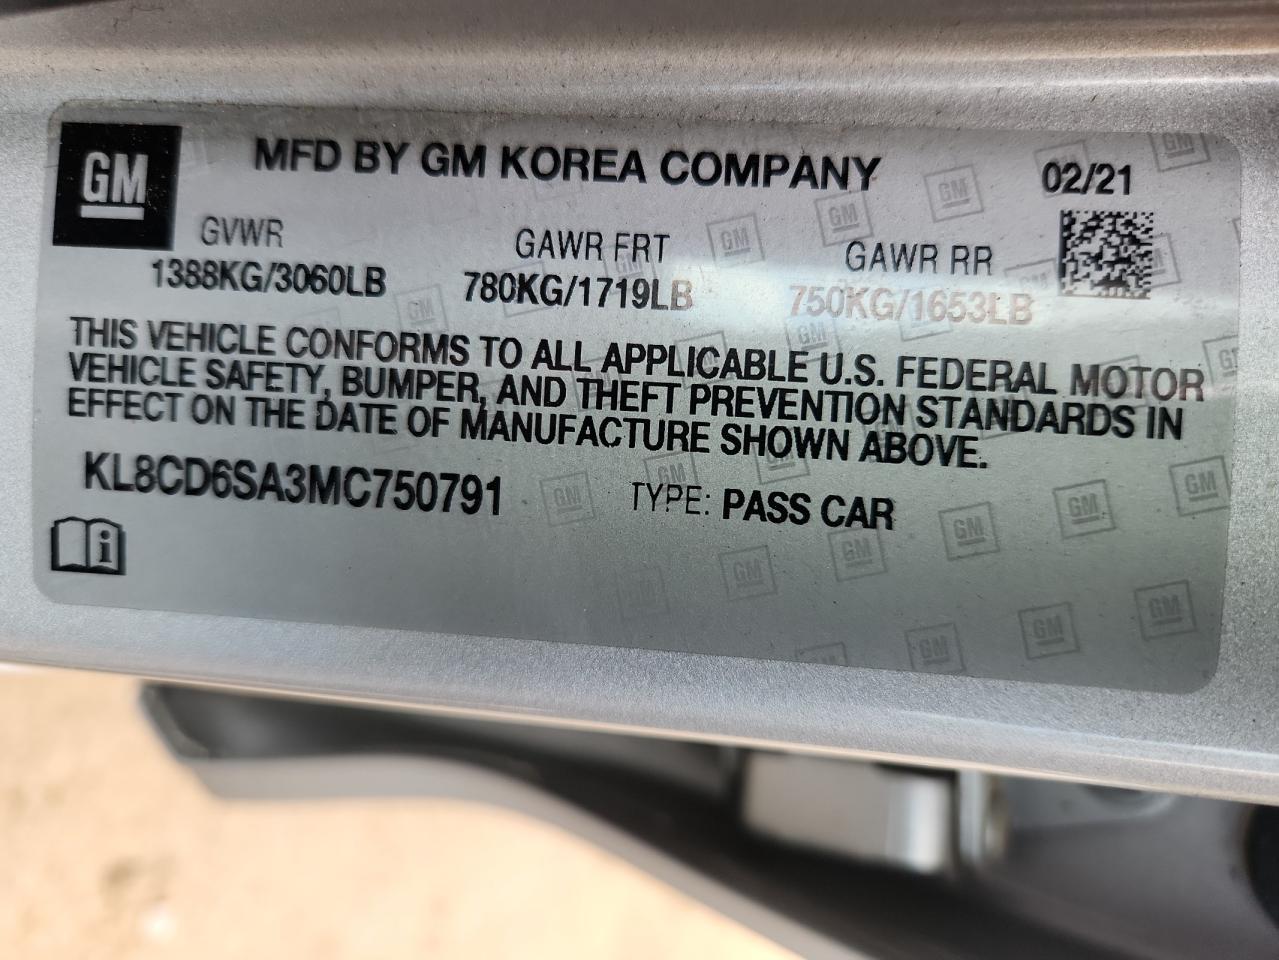 GM
MFD BY GM KOREA COMPANY
02/21
GVWR
GAWR FRT
GAWR RR
1388KG/3060LB
780KG/1719LB
750KG/1653LB
THIS VEHICLE CONFORMS TO ALL APPLICABLE U.S. FEDERAL MOTOR
VEHICLE SAFETY, BUMPER, AND THEFT PREVENTION STANDARDS IN
EFFECT ON THE DATE OF MANUFACTURE SHOWN ABOVE.
KL8CD6SA3MC750791
TYPE: PASS CAR